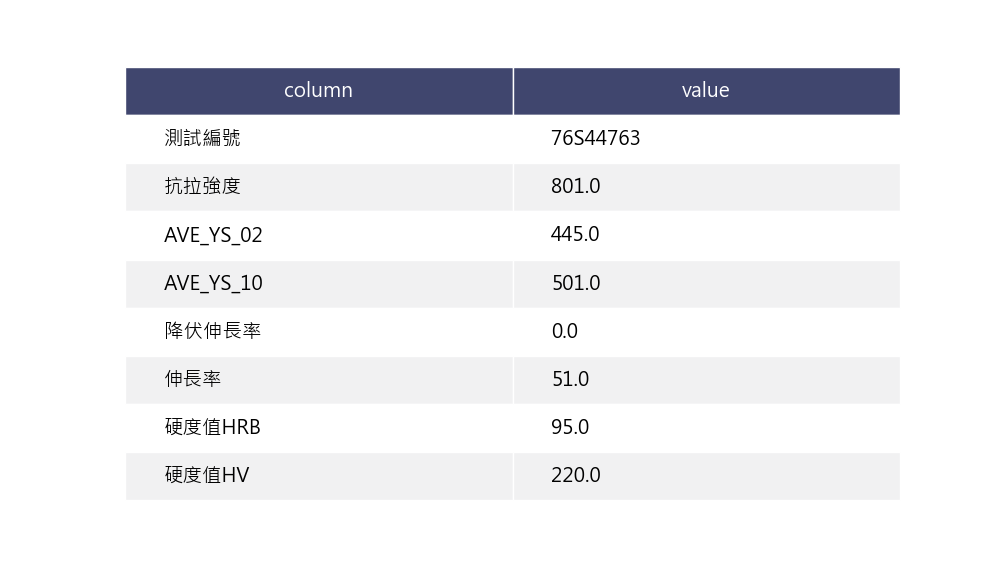 column value
測試編號 76S44763
抗拉強度 801.0
AVE_YS_02 445.0
AVE_YS_10 501.0
降伏伸長率 0.0
伸長率 51.0
硬度值HRB 95.0
硬度值HV 220.0